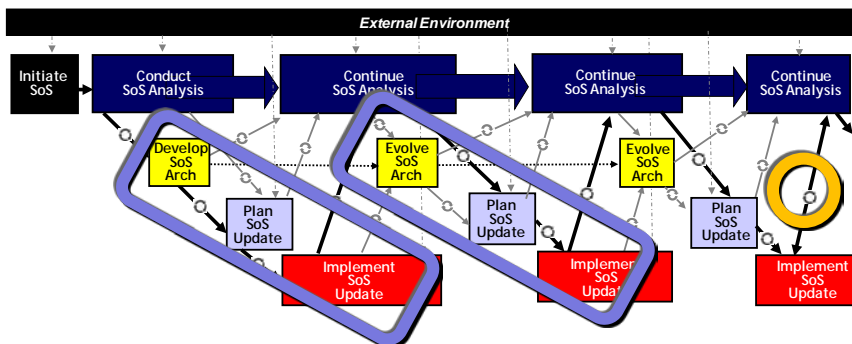 External Environment
Initiate
SoS
Conduct
SoS Analysis
Continue
SoS Analysis
Continue
SoS Analysis
Continue
SoS Analysis
Develop
SoS
Arch
Evolve
SoS
Arch
Evolve
SoS
Arch
Plan
SoS
Update
Plan
SoS
Update
Plan
SoS
Update
Implement
SoS
Update
Implement
SoS
Update
Implement
SoS
Update